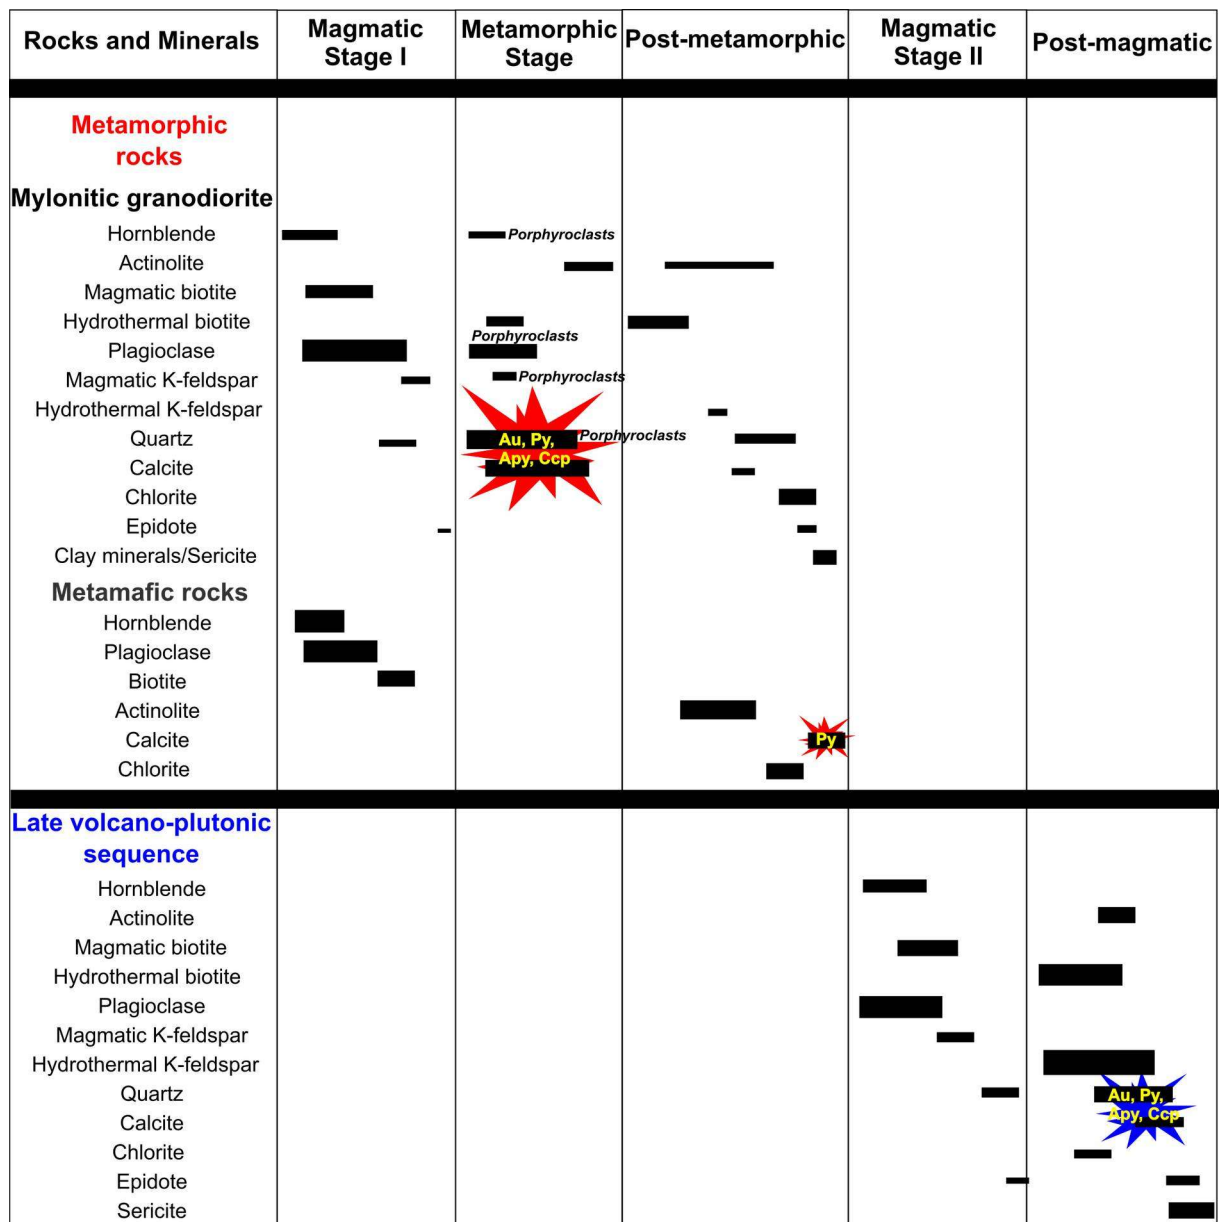 Rocks and Minerals
Magmatic
Stage I
Metamorphic
Stage
Post-metamorphic
Magmatic
Stage II
Post-magmatic
Metamorphic
rocks
Mylonitic granodiorite
Hornblende
Porphyroclasts
Actinolite
Magmatic biotite
Hydrothermal biotite
Porphyroclasts
Plagioclase
Magmatic K-feldspar
Porphyroclasts
Hydrothermal K-feldspar
Quartz
Au, Py,
Porphyroclasts
Apy, Ccp
Calcite
Chlorite
Epidote
Clay minerals/Sericite
Metamafic rocks
Hornblende
Plagioclase
Biotite
Actinolite
Calcite
Py
Chlorite
Late volcano-plutonic
sequence
Hornblende
Actinolite
Magmatic biotite
Hydrothermal biotite
Plagioclase
Magmatic K-feldspar
Hydrothermal K-feldspar
Quartz
Au, Py,
Apy, Ccp
Calcite
Chlorite
Epidote
Sericite